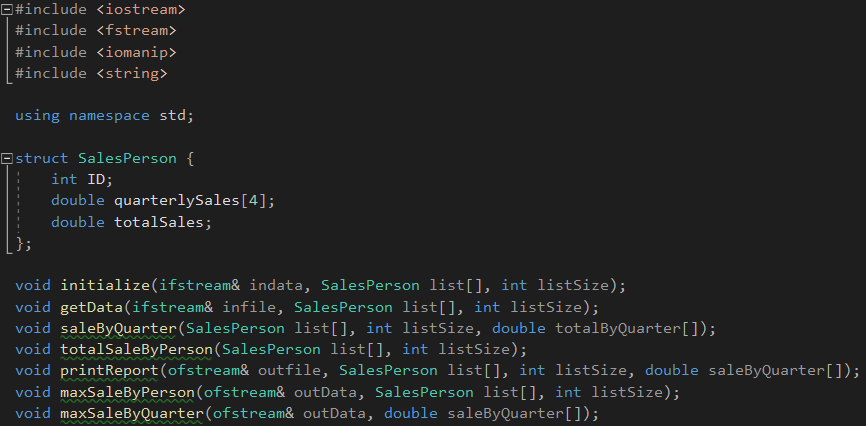 #include <iostream>
#include <fstream>
#include <iomanip>
#include <string>
using namespace std;
struct SalesPerson {
int ID;
double quarterlySales[4];
double totalSales;
};
void initialize(ifstream& indata, SalesPerson list[], int listSize);
void getData(ifstream& infile, SalesPerson list[], int listSize);
void saleByQuarter(SalesPerson list[], int listSize, double totalByQuarter[]);
void totalSaleByPerson(SalesPerson list[], int listSize);
void printReport(ofstream& outfile, SalesPerson list[], int listSize, double saleByQuarter[]);
void maxSaleByPerson(ofstream& outData, SalesPerson list[], int listSize);
void maxSaleByQuarter(ofstream& outData, double saleByQuarter[]);